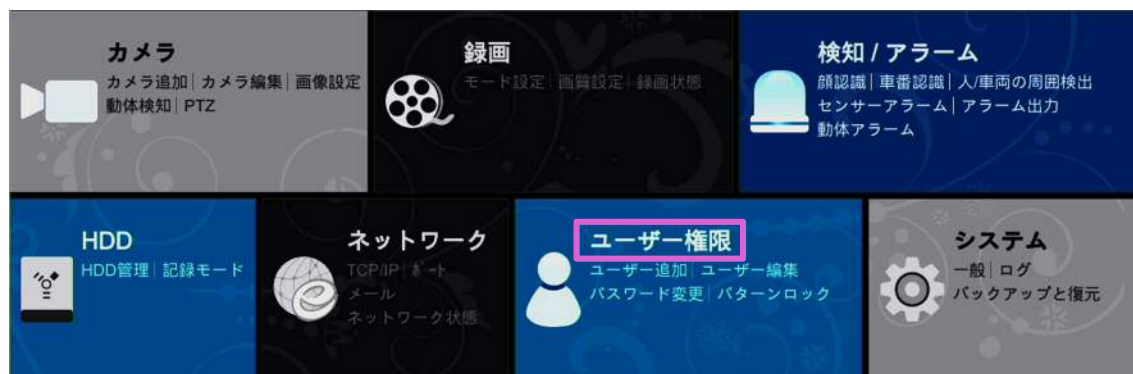 カメラ
カメラ追加| カメラ編集| 画像設定
動体検知| PTZ
録画
モード設定| 画質設定| 録画状態
検知 / アラーム
顔認識| 車番認識| 人/車両の周囲検出
センサーアラーム| アラーム出力
動体アラーム
HDD
HDD管理| 記録モード
ネットワーク
TCP/IP| ポート
メール
ネットワーク状態
ユーザー権限
ユーザー追加| ユーザー編集
パスワード変更| パターンロック
システム
一般| ログ
バックアップと復元